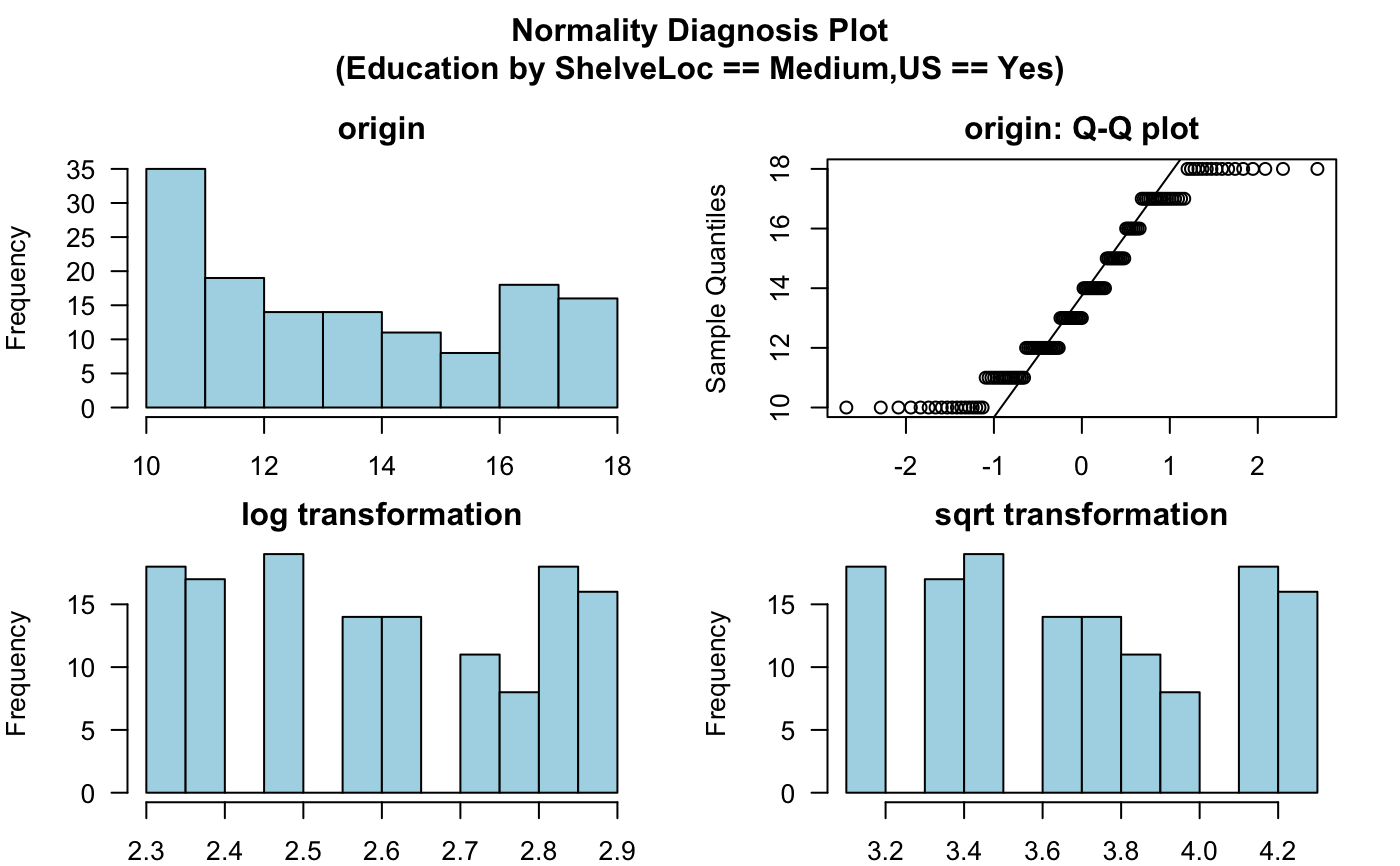 Normality Diagnosis Plot
(Education by ShelveLoc == Medium,US == Yes)
origin
Frequency
35
30
25
20
15
10
5
0
10 12 14 16 18
origin: Q-Q plot
Sample Quantiles
18
16
14
12
10
-2 -1 0 1 2
log transformation
Frequency
15
10
5
0
2.3 2.4 2.5 2.6 2.7 2.8 2.9
sqrt transformation
Frequency
15
10
5
0
3.2 3.4 3.6 3.8 4.0 4.2